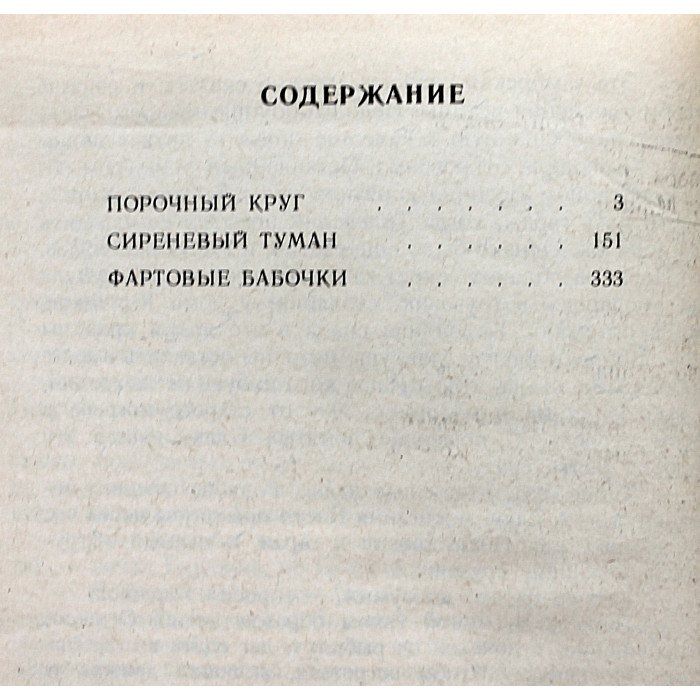 СОДЕРЖАНИЕ
ПОРОЧНЫЙ КРУГ . . . . . . . 3
СИРЕНЕВЫЙ ТУМАН . . . . . . 151
ФАРТОВЫЕ БАБОЧКИ . . . . . . 333